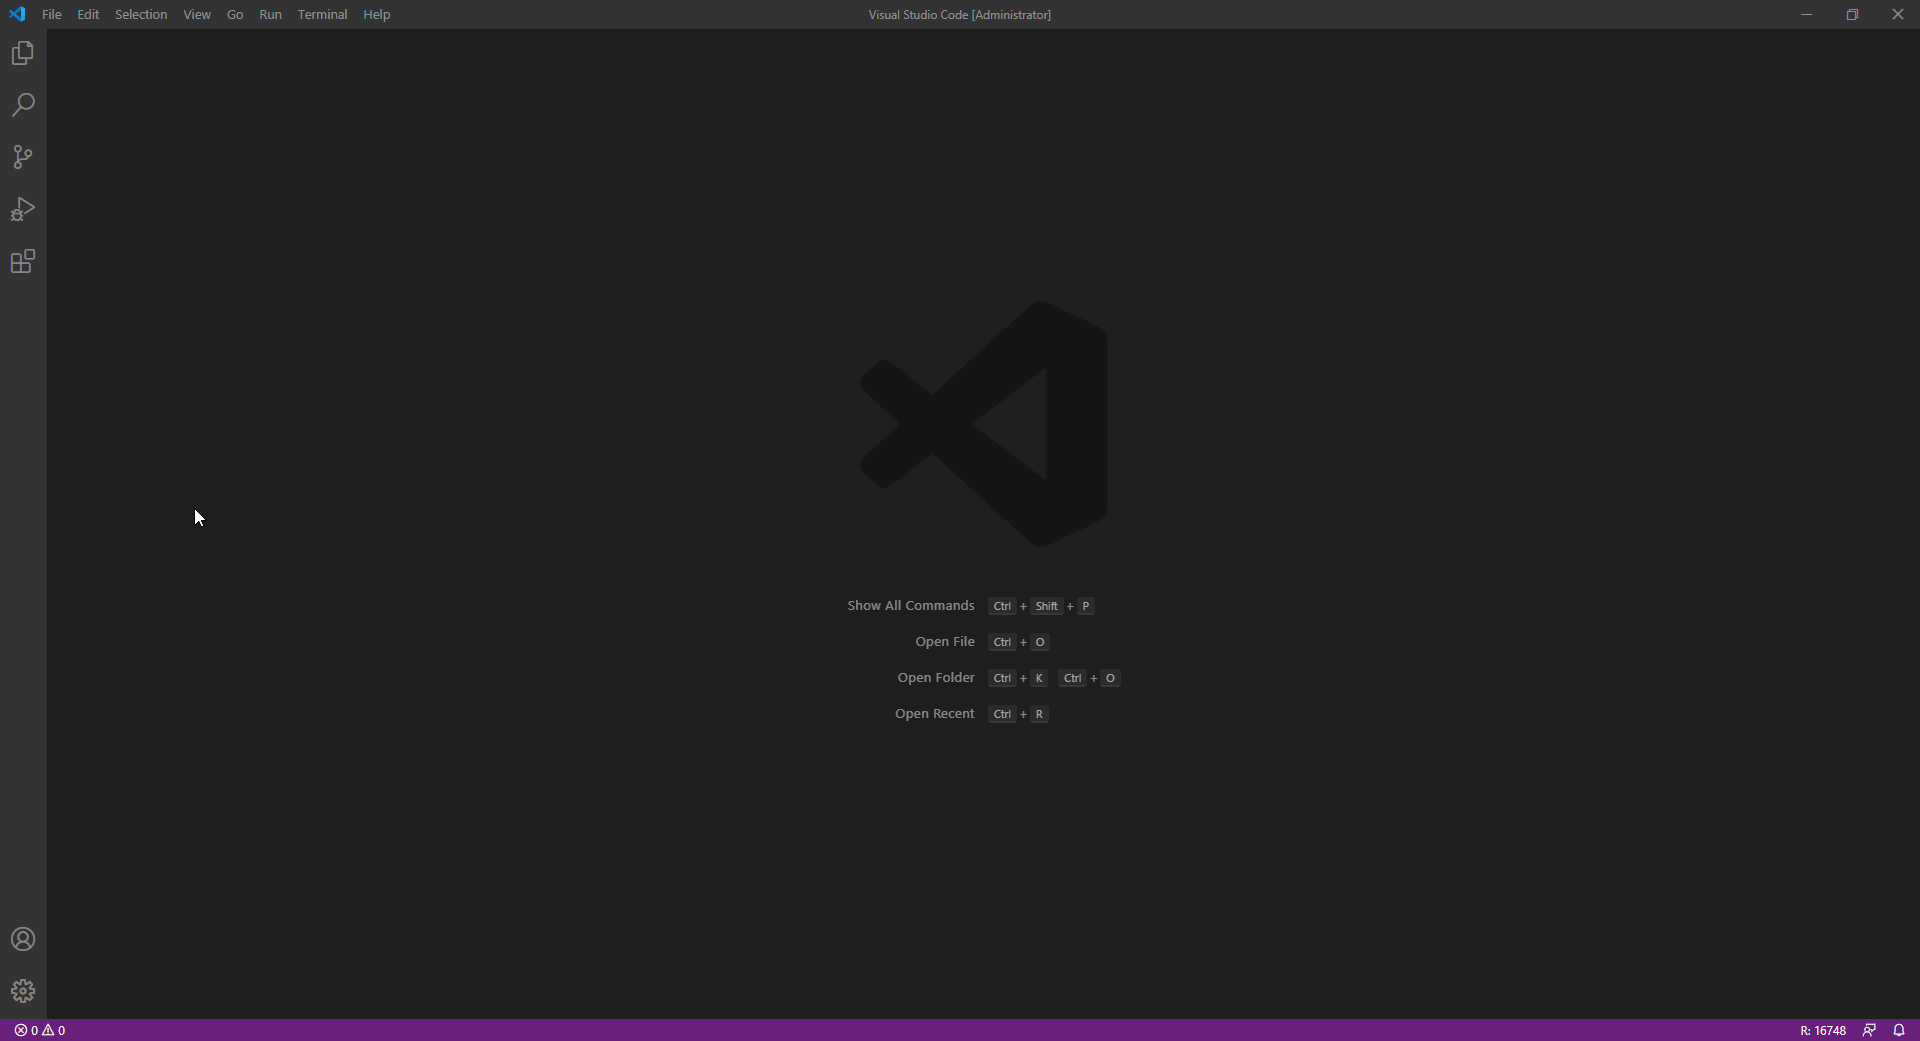 File Edit Selection View Go Run Terminal Help
Visual Studio Code [Administrator]
Show All Commands Ctrl + Shift + P
Open File Ctrl + O
Open Folder Ctrl + K Ctrl + O
Open Recent Ctrl + R
0 0
R: 16748